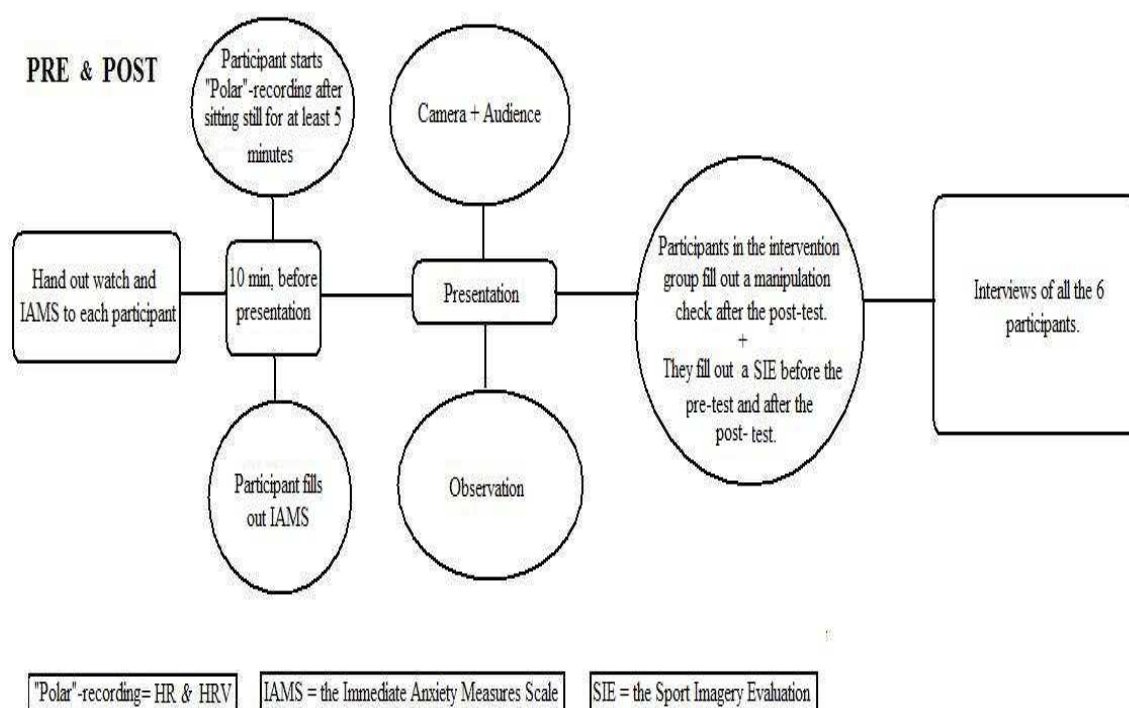 PRE & POST
Participant starts
"Polar"-recording after
sitting still for at least 5
minutes
Camera + Audience
Hand out watch and
IAMS to each participant
10 min, before
presentation
Presentation
Participants in the intervention
group fill out a manipulation
check after the post-test.
+
They fill out a SIE before the
pre-test and after the
post- test.
Interviews of all the 6
participants.
Participant fills
out IAMS
Observation
"Polar"-recording= HR & HRV
IAMS = the Immediate Anxiety Measures Scale
SIE = the Sport Imagery Evaluation